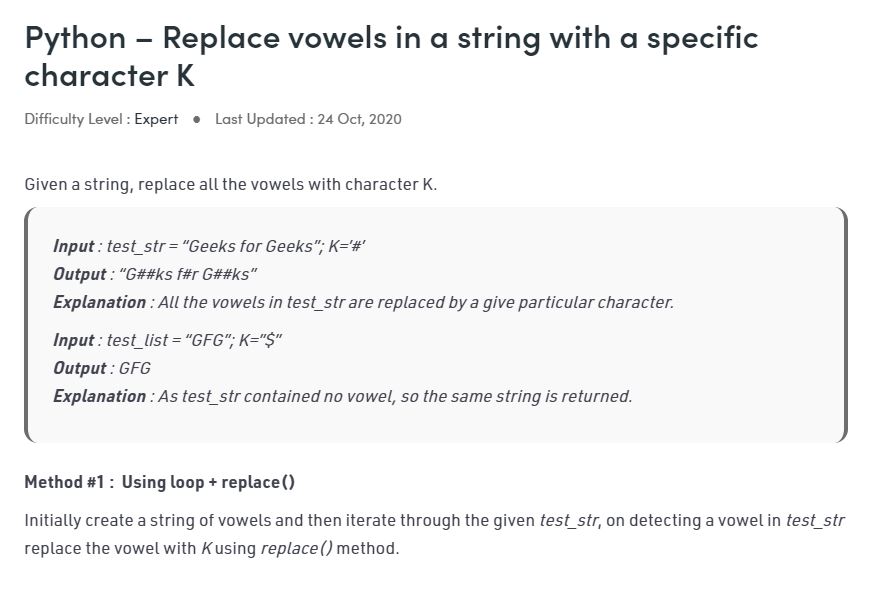 Python – Replace vowels in a string with a specific
character K
Difficulty Level : Expert ● Last Updated : 24 Oct, 2020
Given a string, replace all the vowels with character K.
Input : test_str = “Geeks for Geeks”; K=’#’
Output : “G##ks f#r G##ks”
Explanation : All the vowels in test_str are replaced by a give particular character.
Input : test_list = “GFG”; K=”$”
Output : GFG
Explanation : As test_str contained no vowel, so the same string is returned.
Method #1 : Using loop + replace()
Initially create a string of vowels and then iterate through the given test_str, on detecting a vowel in test_str
replace the vowel with K using replace() method.